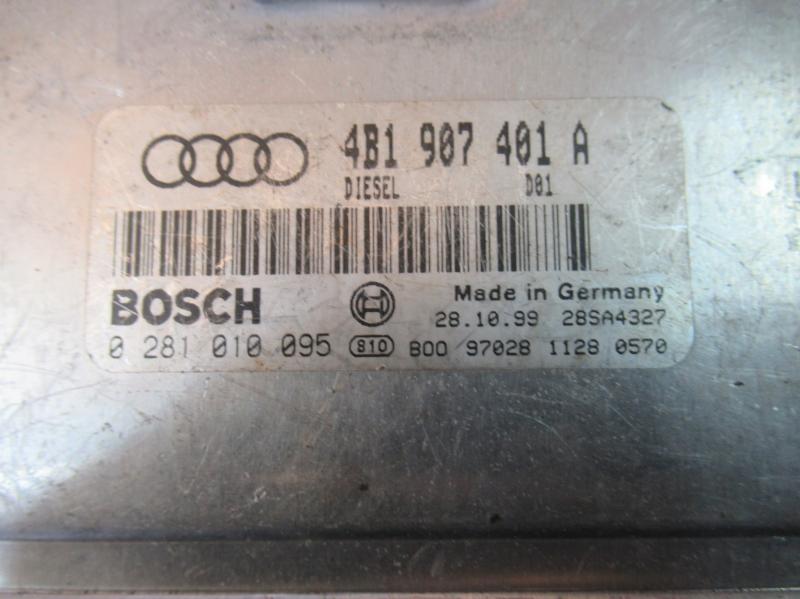 4B1 907 401 A
DIESEL D01
BOSCH Made in Germany
28.10.99 28SA4327
0 281 010 095 S10 B00 97028 1128 0570